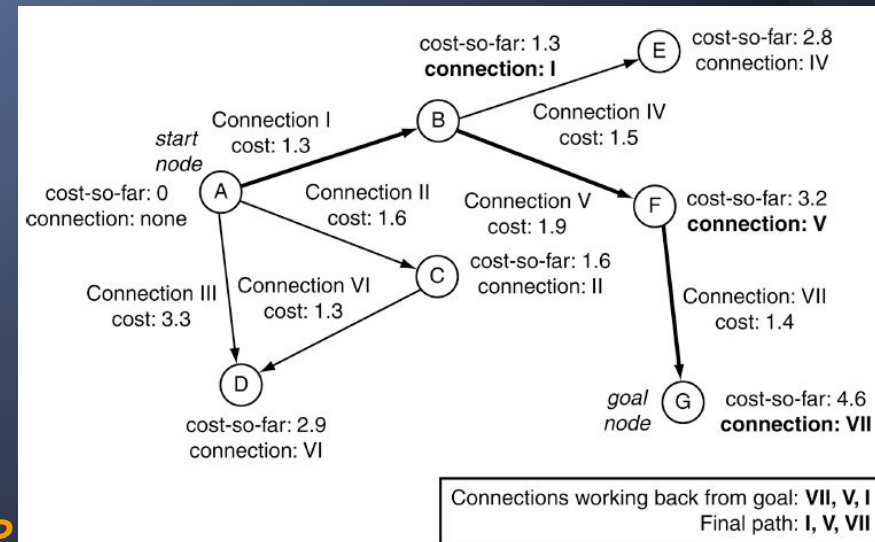 cost-so-far: 1.3
connection: I
E
cost-so-far: 2.8
connection: IV
Connection I
cost: 1.3
B
Connection IV
cost: 1.5
start
node
cost-so-far: 0
connection: none
A
Connection II
cost: 1.6
Connection V
cost: 1.9
F
cost-so-far: 3.2
connection: V
C
cost-so-far: 1.6
connection: II
Connection III
cost: 3.3
Connection VI
cost: 1.3
Connection: VII
cost: 1.4
D
cost-so-far: 2.9
connection: VI
goal
node
G
cost-so-far: 4.6
connection: VII
Connections working back from goal: VII, V, I
Final path: I, V, VII